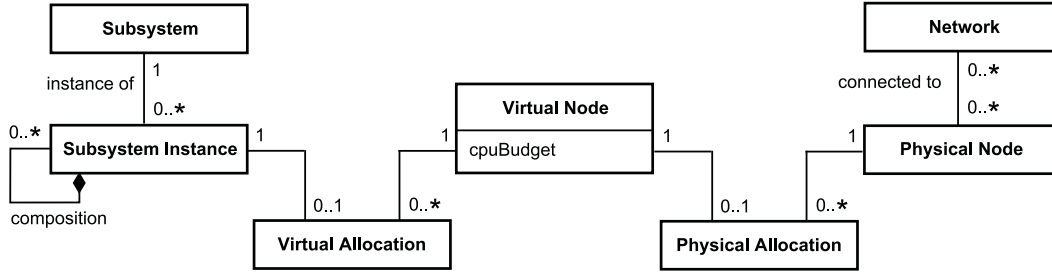 Subsystem
Network
1
instance of
0..*
0..*
connected to
0..*
Virtual Node
cpuBudget
0..*
Subsystem Instance
1
1
1
1
Physical Node
composition
0..1
0..*
0..1
0..*
Virtual Allocation
Physical Allocation